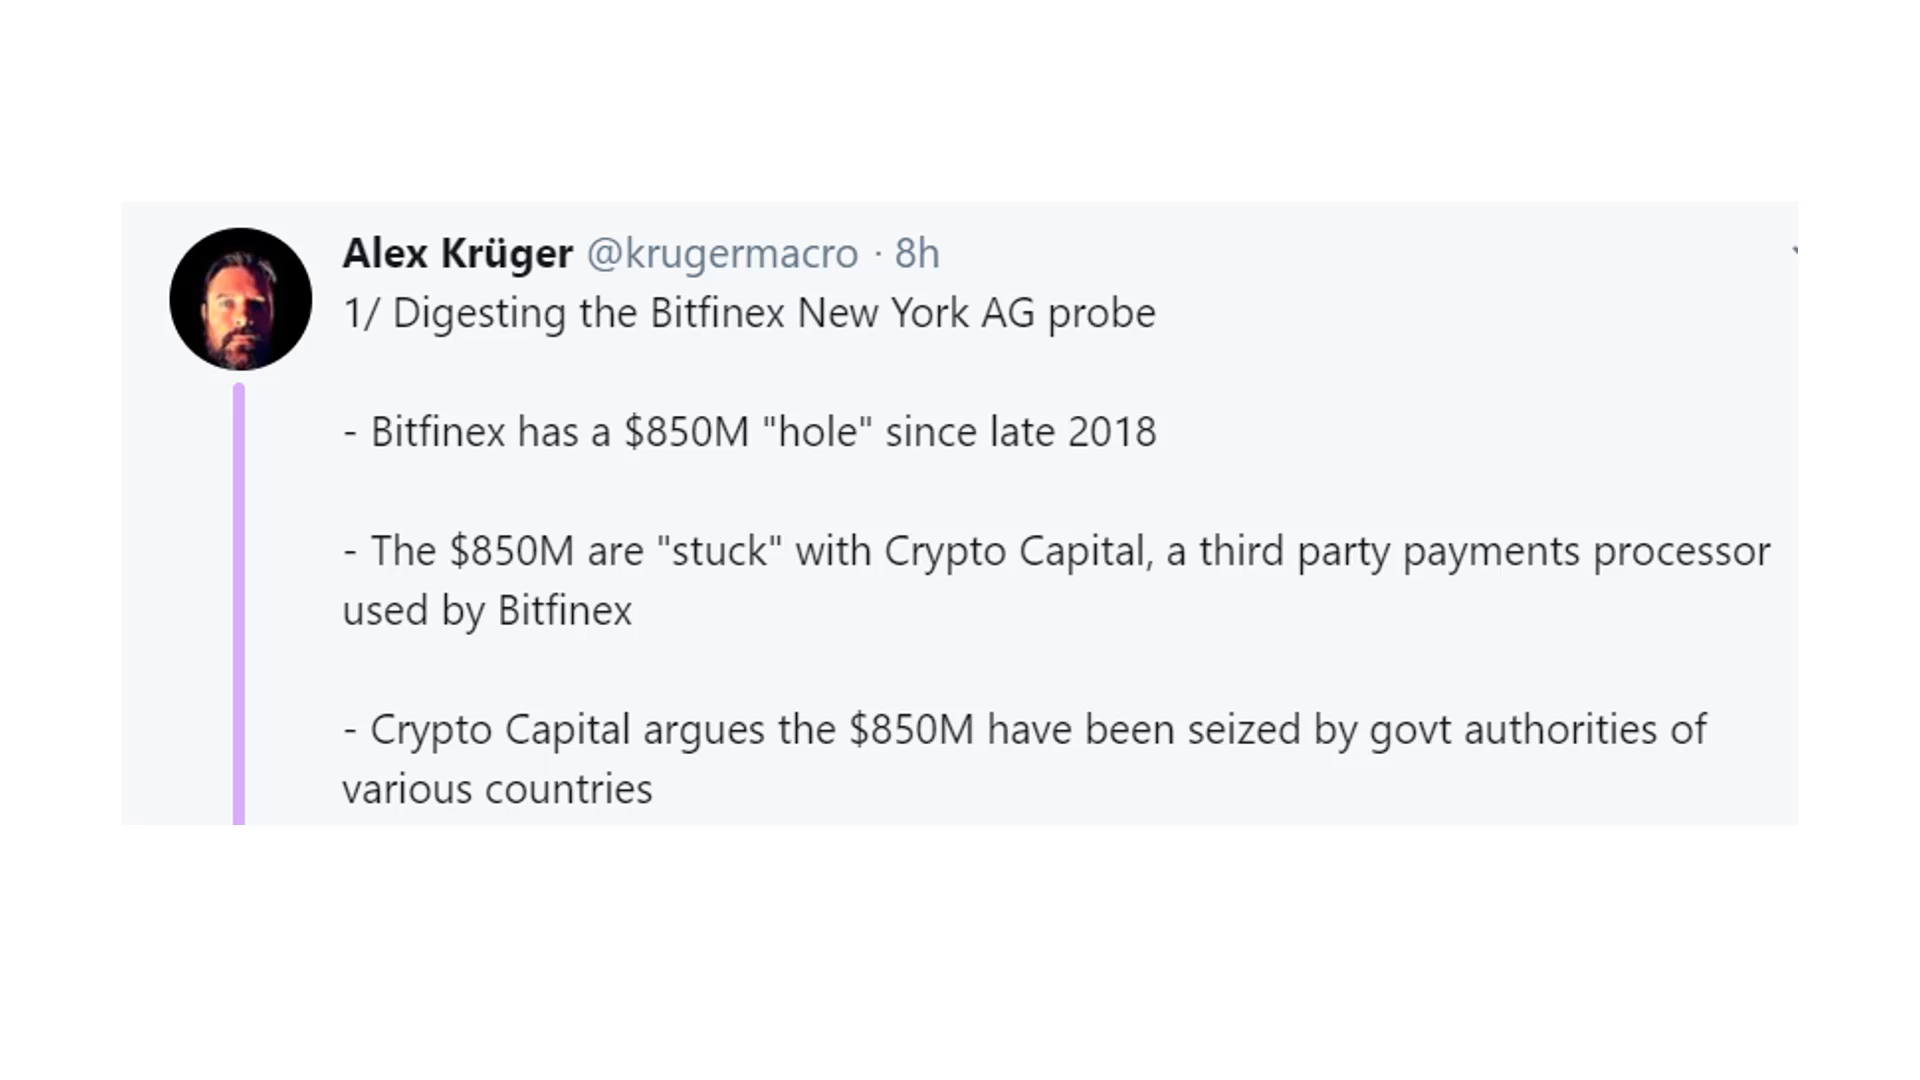 Alex Krüger @krugermacro · 8h
1/ Digesting the Bitfinex New York AG probe
- Bitfinex has a $850M "hole" since late 2018
- The $850M are "stuck" with Crypto Capital, a third party payments processor
used by Bitfinex
- Crypto Capital argues the $850M have been seized by govt authorities of
various countries